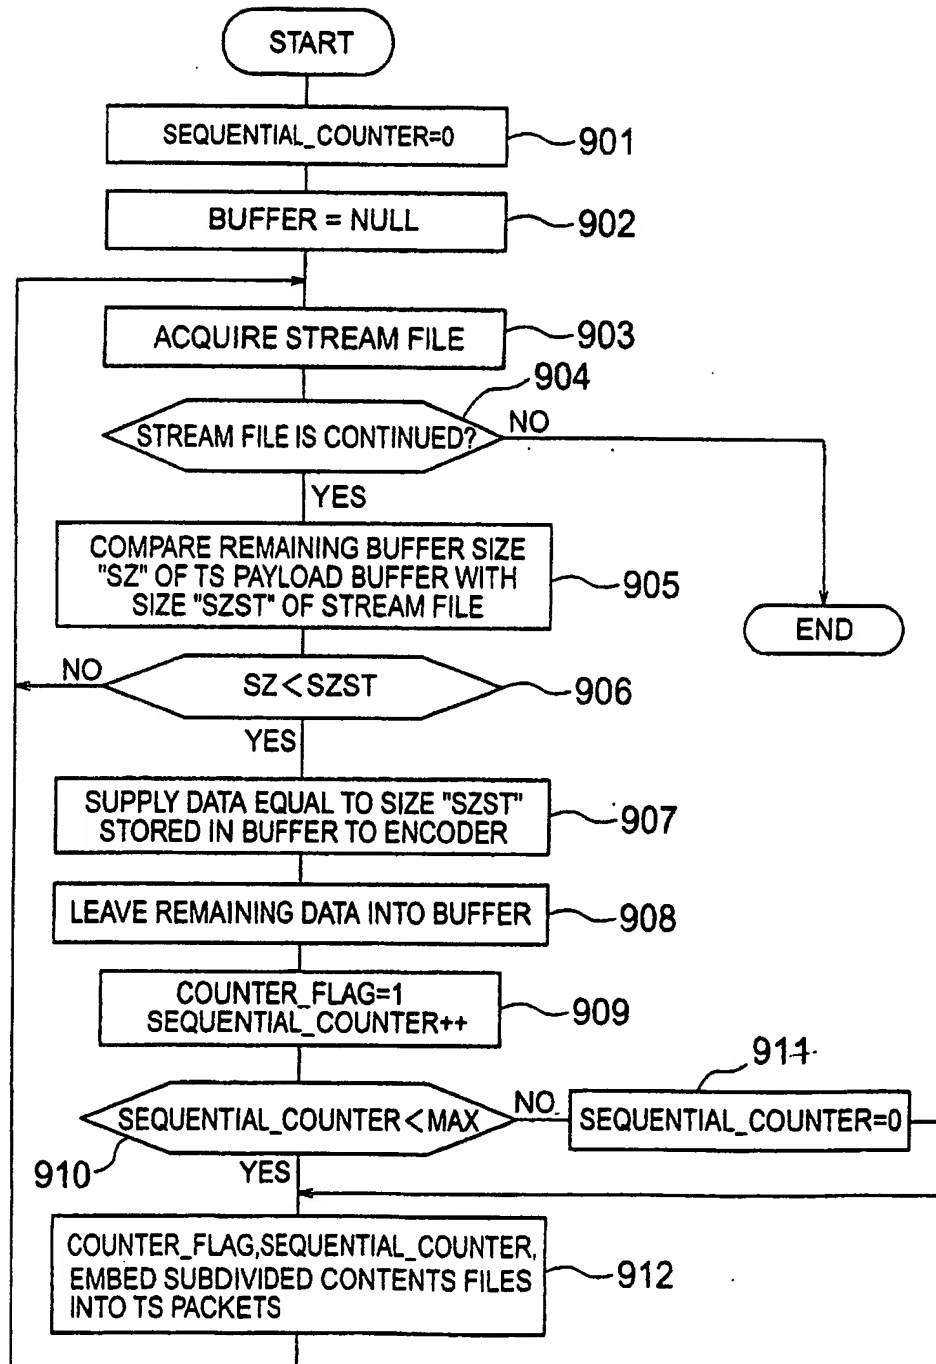 START
SEQUENTIAL_COUNTER=0
901
BUFFER = NULL
902
ACQUIRE STREAM FILE
903
904
STREAM FILE IS CONTINUED?
NO
YES
COMPARE REMAINING BUFFER SIZE
"SZ" OF TS PAYLOAD BUFFER WITH
SIZE "SZST" OF STREAM FILE
905
END
NO
SZ<SZST
906
YES
SUPPLY DATA EQUAL TO SIZE "SZST"
STORED IN BUFFER TO ENCODER
907
LEAVE REMAINING DATA INTO BUFFER
908
COUNTER_FLAG=1
SEQUENTIAL_COUNTER++
909
911
SEQUENTIAL_COUNTER<MAX
NO
SEQUENTIAL_COUNTER=0
910
YES
COUNTER_FLAG,SEQUENTIAL_COUNTER,
EMBED SUBDIVIDED CONTENTS FILES
INTO TS PACKETS
912